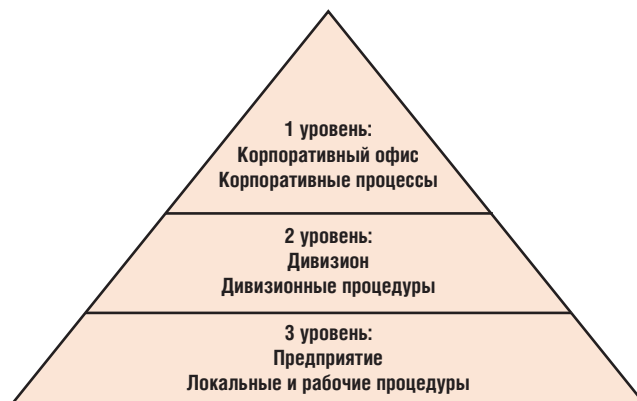 1 уровень:
Корпоративный офис
Корпоративные процессы
2 уровень:
Дивизион
Дивизионные процедуры
3 уровень:
Предприятие
Локальные и рабочие процедуры